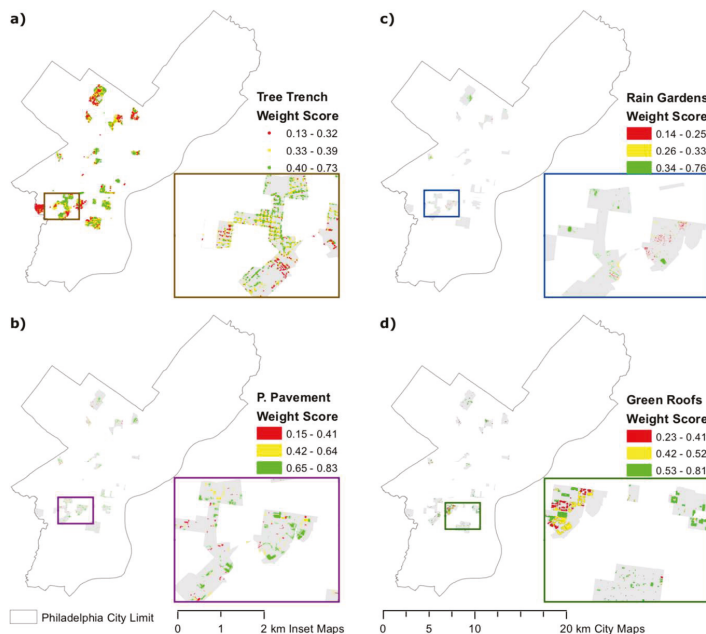 a)
Tree Trench
Weight Score
0.13 - 0.32
0.33 - 0.39
0.40 - 0.73
c)
Rain Gardens
Weight Score
0.14 - 0.25
0.26 - 0.33
0.34 - 0.76
b)
P. Pavement
Weight Score
0.15 - 0.41
0.42 - 0.64
0.65 - 0.83
d)
Green Roofs
Weight Score
0.23 - 0.41
0.42 - 0.52
0.53 - 0.81
Philadelphia City Limit
0 1 2 km Inset Maps
0 5 10 20 km City Maps